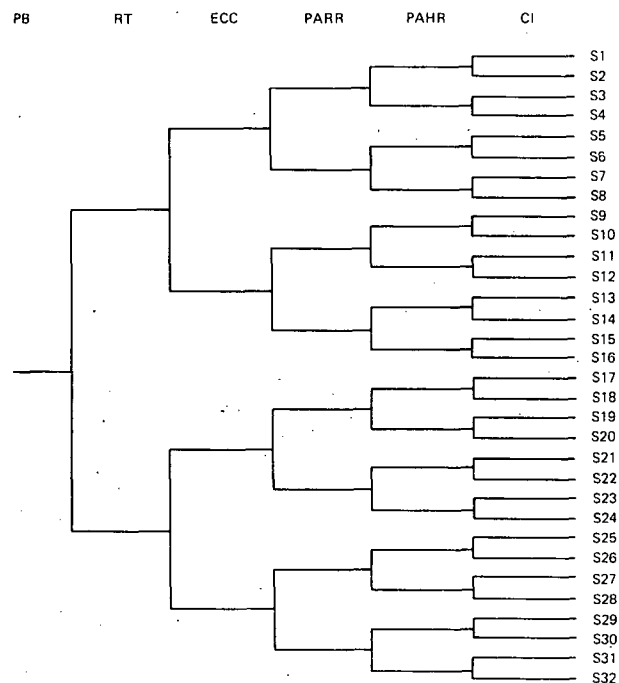 PB RT ECC PARR PAHR CI
S1
S2
S3
S4
S5
S6
S7
S8
S9
S10
S11
S12
S13
S14
S15
S16
S17
S18
S19
S20
S21
S22
S23
S24
S25
S26
S27
S28
S29
S30
S31
S32